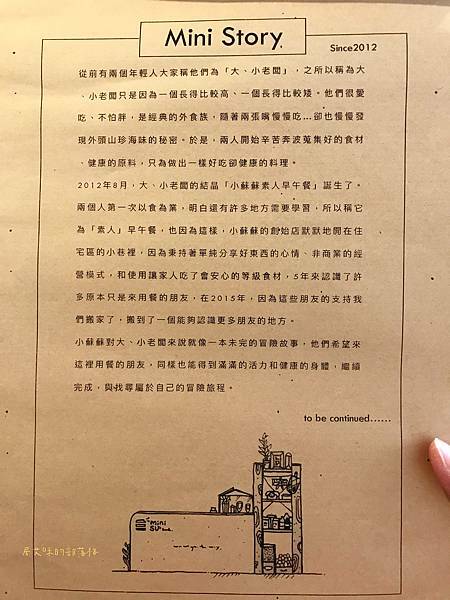 Mini Story
Since2012
從前有兩個年輕人大家稱他們為「大、小老闆」，之所以稱為大
、小老闆只是因為一個長得比較高、一個長得比較矮。他們很愛
吃、不怕胖，是經典的外食族，隨著兩張嘴慢慢吃...卻也慢慢發
現外頭山珍海味的秘密。於是，兩人開始辛苦奔波蒐集好的食材
、健康的原料，只為做出一樣好吃卻健康的料理。
2012年8月，大、小老闆的結晶「小蘇蘇素人早午餐」誕生了。
兩個人第一次以食為業，明白還有許多地方需要學習，所以稱它
為「素人」早午餐，也因為這樣，小蘇蘇的創始店默默地開在住
宅區的小巷裡，因為秉持著單純分享好東西的心情、非商業的經
營模式，和使用讓家人吃了會安心的等級食材，5年來認識了許
多原本只是來用餐的朋友，在2015年，因為這些朋友的支持我
們搬家了，搬到了一個能夠認識更多朋友的地方。
小蘇蘇對大、小老闆來說就像一本未完的冒險故事，他們希望來
這裡用餐的朋友，同樣也能得到滿滿的活力和健康的身體，繼續
完成，與找尋屬於自己的冒險旅程。
to be continued......
mini
SU